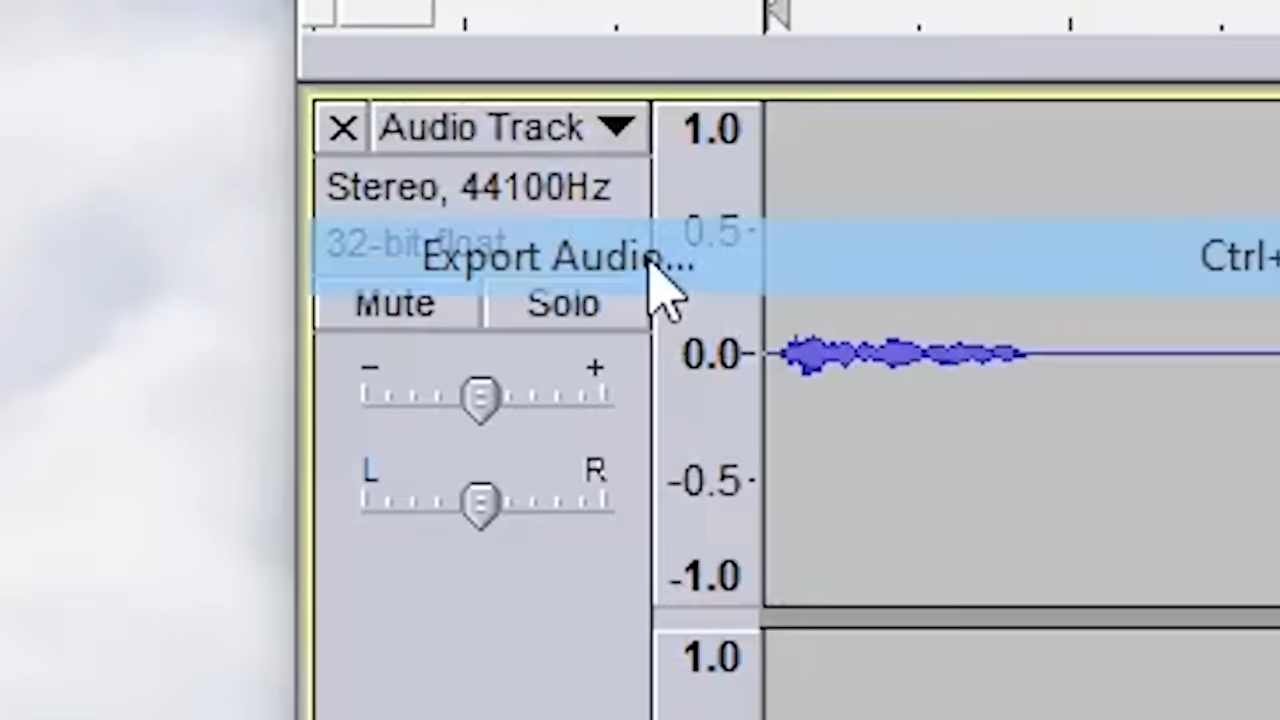 Audio Track
1.0
Stereo, 44100Hz
32-bit float
0.5
Export Audio...
Ctrl+
Mute
Solo
0.0
- +
L R
-0.5
-1.0
1.0